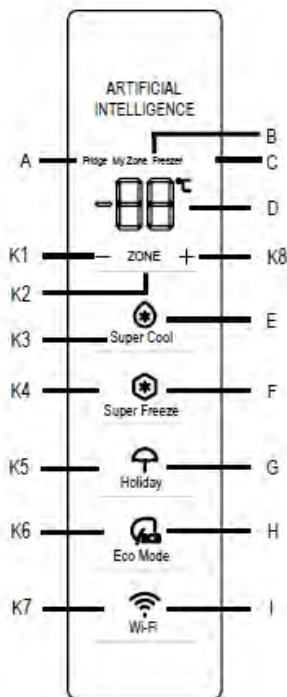 ARTIFICIAL
INTELLIGENCE
B
A Fridge My Zone Freezer C
-88°C D
K1 - ZONE + K8
K2
E
K3 Super Cool
K4 F
Super Freeze
K5 G
Holiday
K6 eco H
Eco Mode
K7 I
Wi-Fi